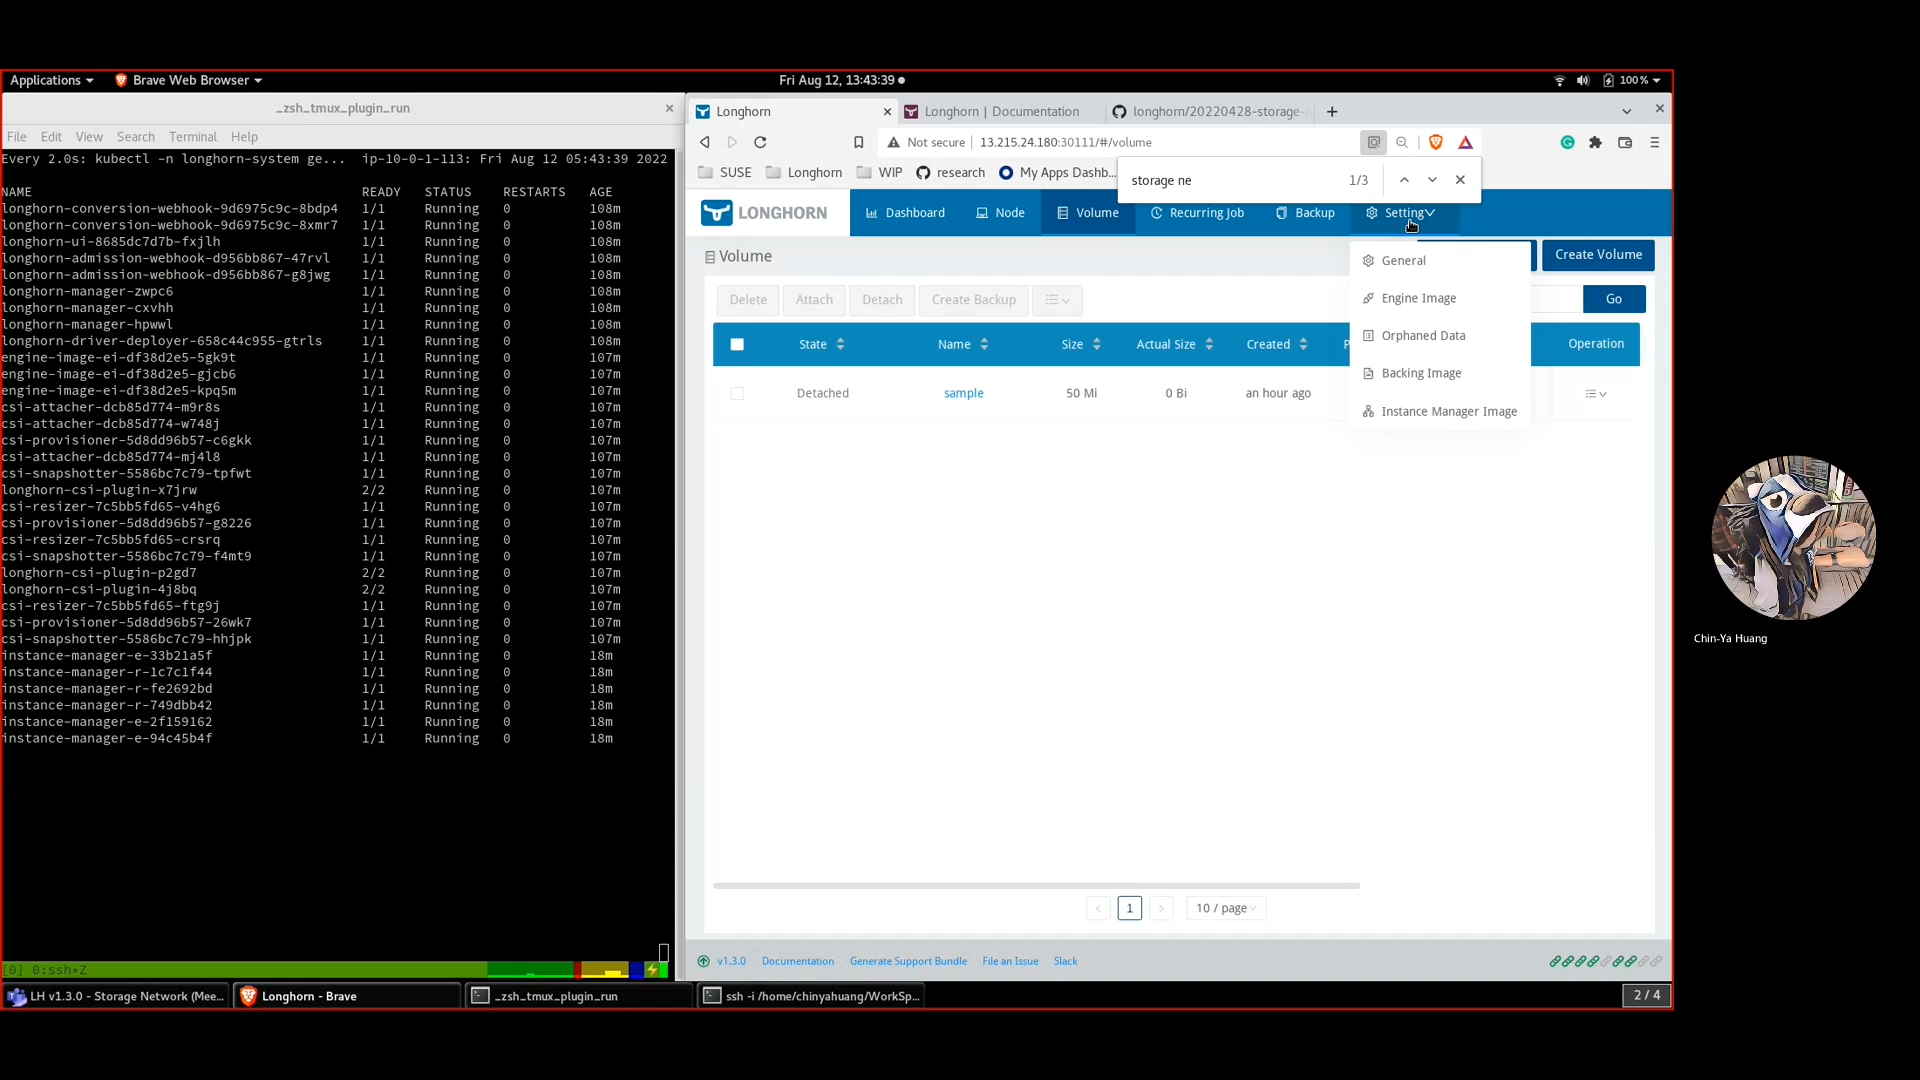 Applications
Brave Web Browser
Fri Aug 12, 13:43:39
100%
_zsh_tmux_plugin_run
File Edit View Search Terminal Help
Every 2.0s: kubectl -n longhorn-system ge... ip-10-0-1-113: Fri Aug 12 05:43:39 2022
NAME READY STATUS RESTARTS AGE
longhorn-conversion-webhook-9d6975c9c-8bdp4 1/1 Running 0 108m
longhorn-conversion-webhook-9d6975c9c-8xmr7 1/1 Running 0 108m
longhorn-ui-8685dc7d7b-fxjlh 1/1 Running 0 108m
longhorn-admission-webhook-d956bb867-47rvl 1/1 Running 0 108m
longhorn-admission-webhook-d956bb867-g8jwg 1/1 Running 0 108m
longhorn-manager-zwpc6 1/1 Running 0 108m
longhorn-manager-cxvhh 1/1 Running 0 108m
longhorn-manager-hpwwl 1/1 Running 0 108m
longhorn-driver-deployer-658c44c955-gtrls 1/1 Running 0 108m
engine-image-ei-df38d2e5-5gk9t 1/1 Running 0 107m
engine-image-ei-df38d2e5-gjcb6 1/1 Running 0 107m
engine-image-ei-df38d2e5-kpq5m 1/1 Running 0 107m
csi-attacher-dcb85d774-m9r8s 1/1 Running 0 107m
csi-attacher-dcb85d774-w748j 1/1 Running 0 107m
csi-provisioner-5d8dd96b57-c6gkk 1/1 Running 0 107m
csi-attacher-dcb85d774-mj4l8 1/1 Running 0 107m
csi-snapshotter-5586bc7c79-tpfwt 1/1 Running 0 107m
longhorn-csi-plugin-x7jrw 2/2 Running 0 107m
csi-resizer-7c5bb5fd65-v4hg6 1/1 Running 0 107m
csi-provisioner-5d8dd96b57-g8226 1/1 Running 0 107m
csi-resizer-7c5bb5fd65-crsrq 1/1 Running 0 107m
csi-snapshotter-5586bc7c79-f4mt9 1/1 Running 0 107m
longhorn-csi-plugin-p2gd7 2/2 Running 0 107m
longhorn-csi-plugin-4j8bq 2/2 Running 0 107m
csi-resizer-7c5bb5fd65-ftg9j 1/1 Running 0 107m
csi-provisioner-5d8dd96b57-26wk7 1/1 Running 0 107m
csi-snapshotter-5586bc7c79-hhjpk 1/1 Running 0 107m
instance-manager-e-33b21a5f 1/1 Running 0 18m
instance-manager-r-1c7c1f44 1/1 Running 0 18m
instance-manager-r-fe2692bd 1/1 Running 0 18m
instance-manager-r-749dbb42 1/1 Running 0 18m
instance-manager-e-2f159162 1/1 Running 0 18m
instance-manager-e-94c45b4f 1/1 Running 0 18m
[0] 0:ssh*Z
Longhorn
Longhorn | Documentation
longhorn/20220428-storage-
Not secure 13.215.24.180:30111/#/volume
SUSE Longhorn WIP research My Apps Dashb...
storage ne 1/3
LONGHORN
Dashboard Node Volume Recurring Job Backup Setting
General
Engine Image
Orphaned Data
Backing Image
Instance Manager Image
Volume
Create Volume
Delete Attach Detach Create Backup
Go
State Name Size Actual Size Created P Operation
Detached sample 50 Mi 0 Bi an hour ago
1
10 / page
v1.3.0 Documentation Generate Support Bundle File an Issue Slack
LH v1.3.0 - Storage Network (Mee...
Longhorn - Brave
_zsh_tmux_plugin_run
ssh -i /home/chinyahuang/WorkSp...
2 / 4
Chin-Ya Huang